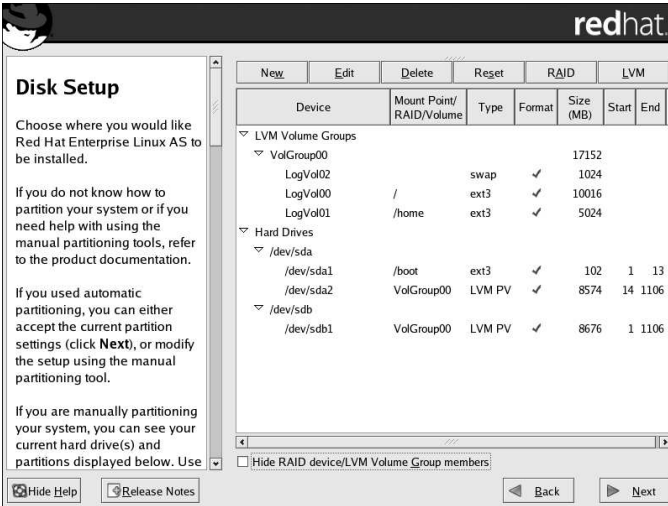 redhat.
Disk Setup
Choose where you would like
Red Hat Enterprise Linux AS to
be installed.
If you do not know how to
partition your system or if you
need help with using the
manual partitioning tools, refer
to the product documentation.
If you used automatic
partitioning, you can either
accept the current partition
settings (click Next), or modify
the setup using the manual
partitioning tool.
If you are manually partitioning
your system, you can see your
current hard drive(s) and
partitions displayed below. Use
New Edit Delete Reset RAID LVM
Device Mount Point/ RAID/Volume Type Format Size (MB) Start End
LVM Volume Groups
VolGroup00 17152
LogVol02 swap ✓ 1024
LogVol00 / ext3 ✓ 10016
LogVol01 /home ext3 ✓ 5024
Hard Drives
/dev/sda
/dev/sda1 /boot ext3 ✓ 102 1 13
/dev/sda2 VolGroup00 LVM PV ✓ 8574 14 1106
/dev/sdb
/dev/sdb1 VolGroup00 LVM PV ✓ 8676 1 1106
Hide RAID device/LVM Volume Group members
Hide Help Release Notes Back Next